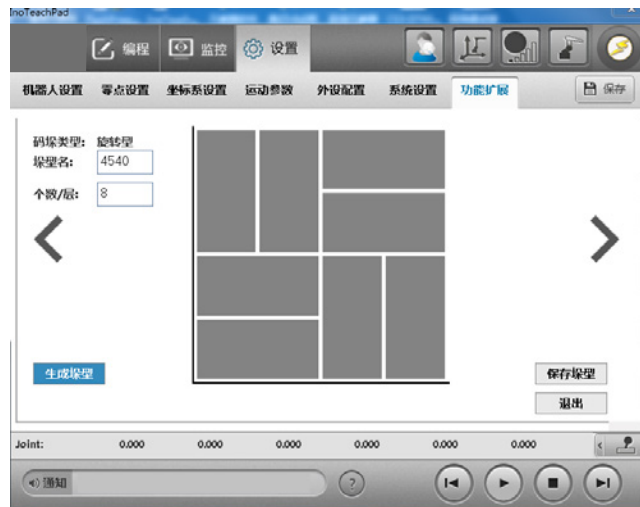 InoTeachPad
编程 监控 设置
机器人设置 零点设置 坐标系设置 运动参数 外设配置 系统设置 功能扩展 保存
码垛类型: 旋转型
垛型名: 4540
个数/层: 8
生成垛型
保存垛型
退出
Joint: 0.000 0.000 0.000 0.000 0.000 0.000
通知 ?